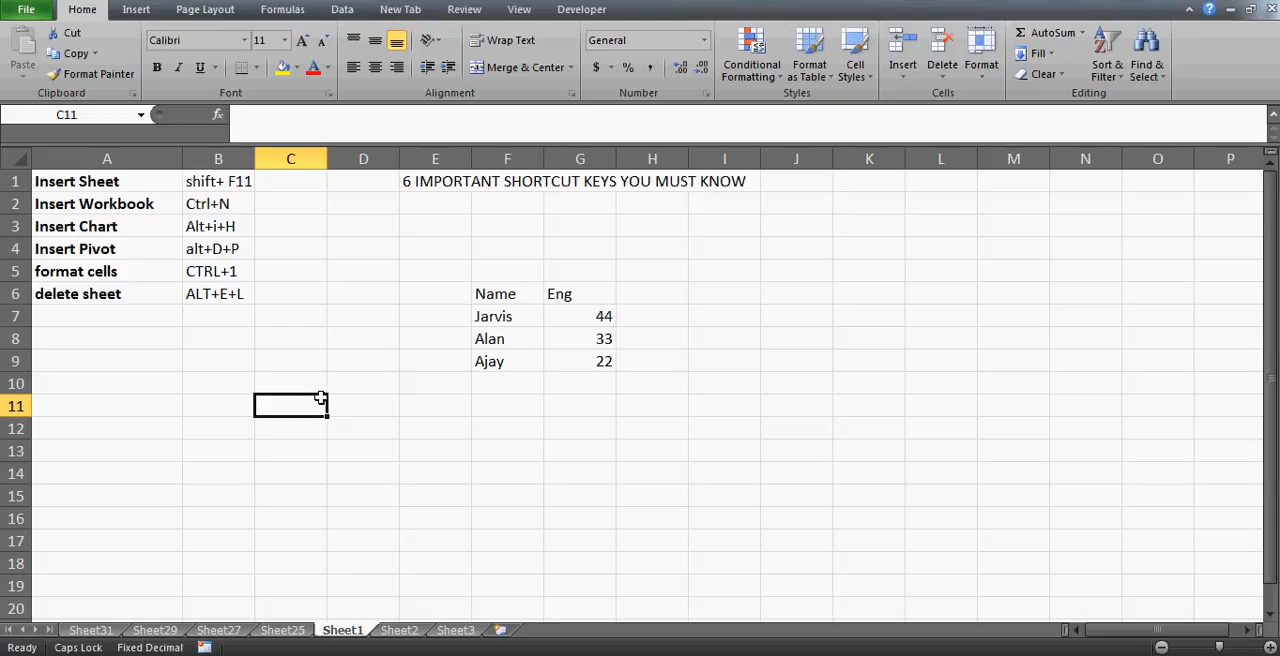 File Home Insert Page Layout Formulas Data New Tab Review View Developer
Paste Cut Copy Format Painter Clipboard
Calibri 11 A A B I U A Font
Wrap Text Merge & Center Alignment
General $ % , .0 .00 .00 .0 Number
Conditional Formatting Format as Table Cell Styles Styles
Insert Delete Format Cells
Σ AutoSum Fill Clear Sort & Filter Find & Select Editing
C11 fx
A B C D E F G H I J K L M N O P
1 Insert Sheet shift+ F11 6 IMPORTANT SHORTCUT KEYS YOU MUST KNOW
2 Insert Workbook Ctrl+N
3 Insert Chart Alt+i+H
4 Insert Pivot alt+D+P
5 format cells CTRL+1
6 delete sheet ALT+E+L Name Eng
7 Jarvis 44
8 Alan 33
9 Ajay 22
10
11
12
13
14
15
16
17
18
19
20
Sheet31 Sheet29 Sheet27 Sheet25 Sheet1 Sheet2 Sheet3
Ready Caps Lock Fixed Decimal